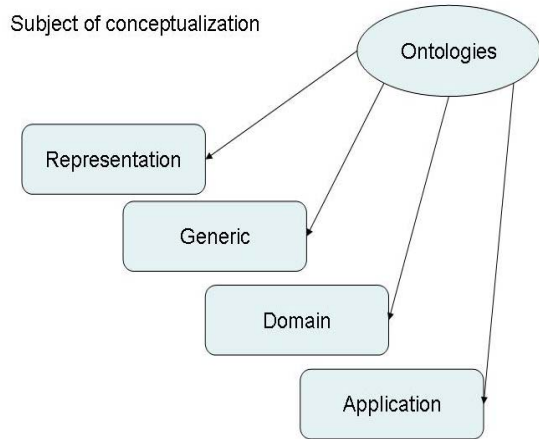 Subject of conceptualization
Ontologies
Representation
Generic
Domain
Application